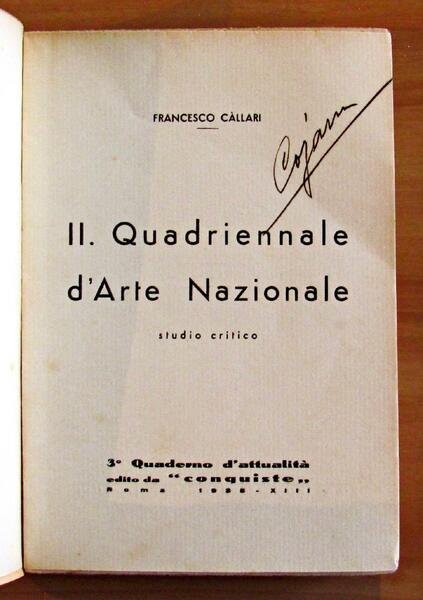 FRANCESCO CÀLLARI
II. Quadriennale
d'Arte Nazionale
studio critico
3° Quaderno d'attualità
edito da “conquiste„
Roma 1935-XIII